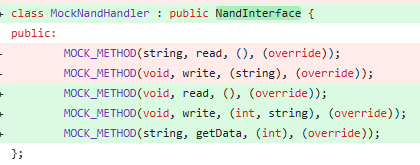 + class MockNandHandler : public NandInterface {
public:
- MOCK_METHOD(string, read, (), (override));
- MOCK_METHOD(void, write, (string), (override));
+ MOCK_METHOD(void, read, (), (override));
+ MOCK_METHOD(void, write, (int, string), (override));
+ MOCK_METHOD(string, getData, (int), (override));
};